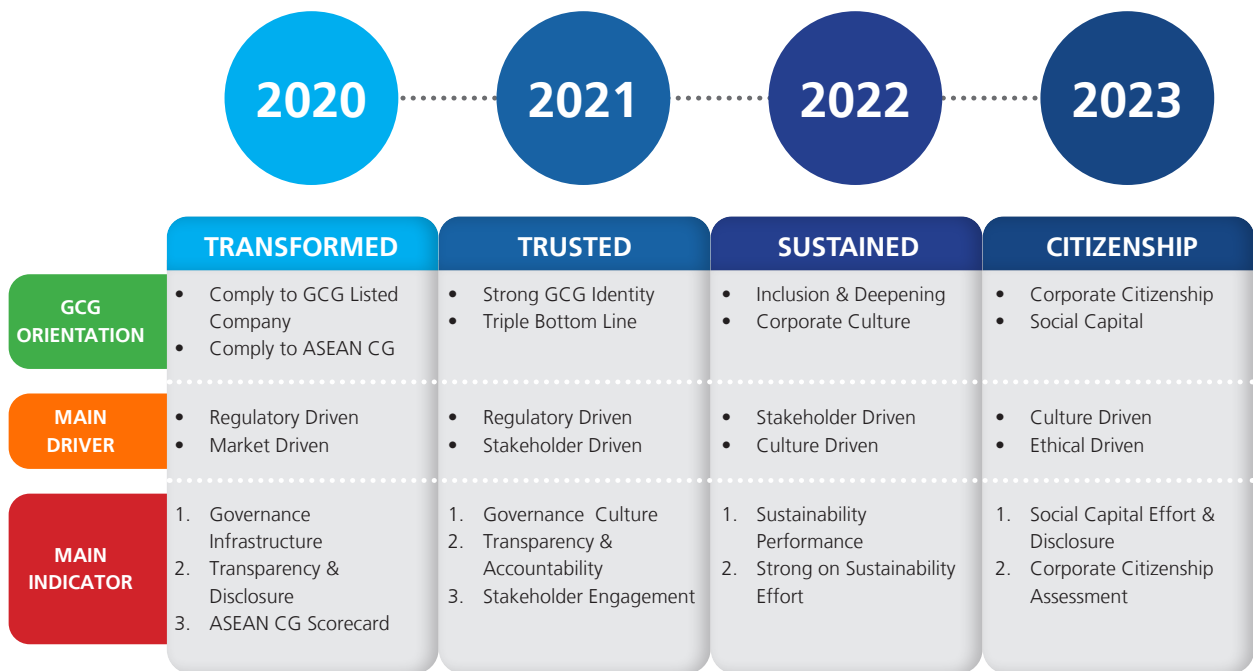 2020
2021
2022
2023
TRANSFORMED
TRUSTED
SUSTAINED
CITIZENSHIP
GCG
ORIENTATION
• Comply to GCG Listed
Company
• Comply to ASEAN CG
• Strong GCG Identity
• Triple Bottom Line
• Inclusion & Deepening
• Corporate Culture
• Corporate Citizenship
• Social Capital
MAIN
DRIVER
• Regulatory Driven
• Market Driven
• Regulatory Driven
• Stakeholder Driven
• Stakeholder Driven
• Culture Driven
• Culture Driven
• Ethical Driven
MAIN
INDICATOR
1. Governance
Infrastructure
2. Transparency &
Disclosure
3. ASEAN CG Scorecard
1. Governance Culture
2. Transparency &
Accountability
3. Stakeholder Engagement
1. Sustainability
Performance
2. Strong on Sustainability
Effort
1. Social Capital Effort &
Disclosure
2. Corporate Citizenship
Assessment